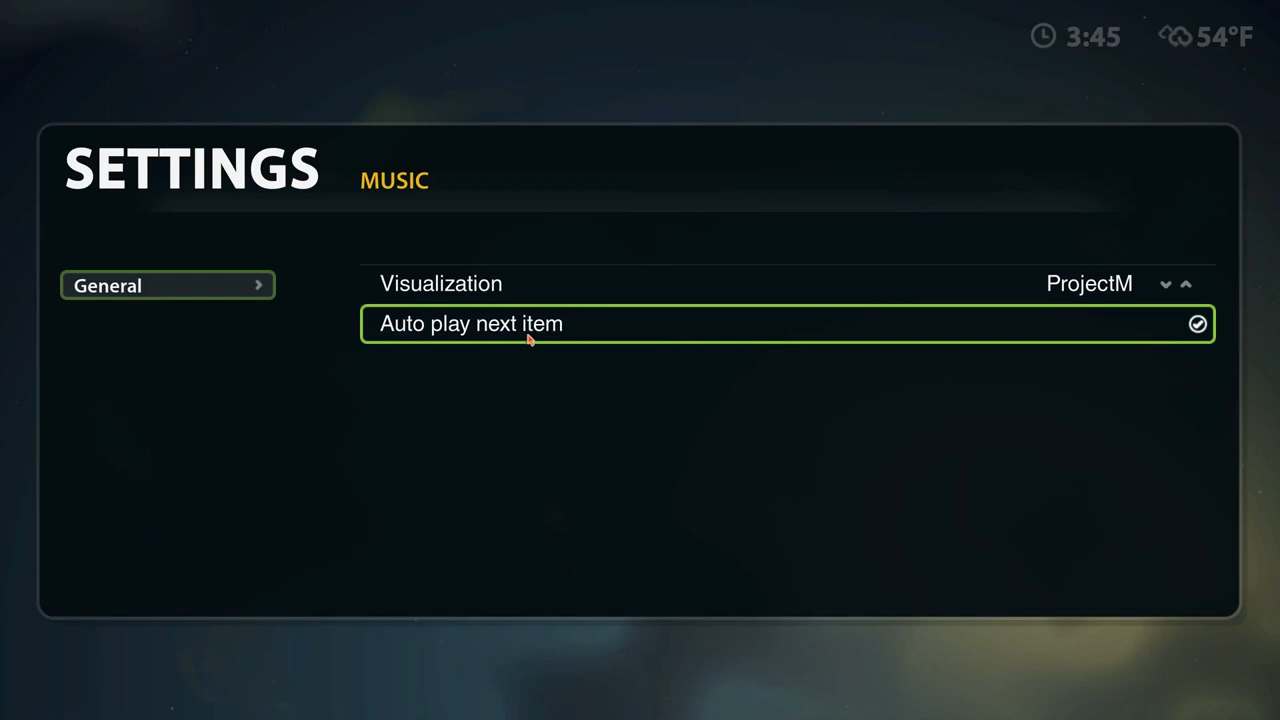 3:45 54°F
SETTINGS MUSIC
General
Visualization ProjectM
Auto play next item